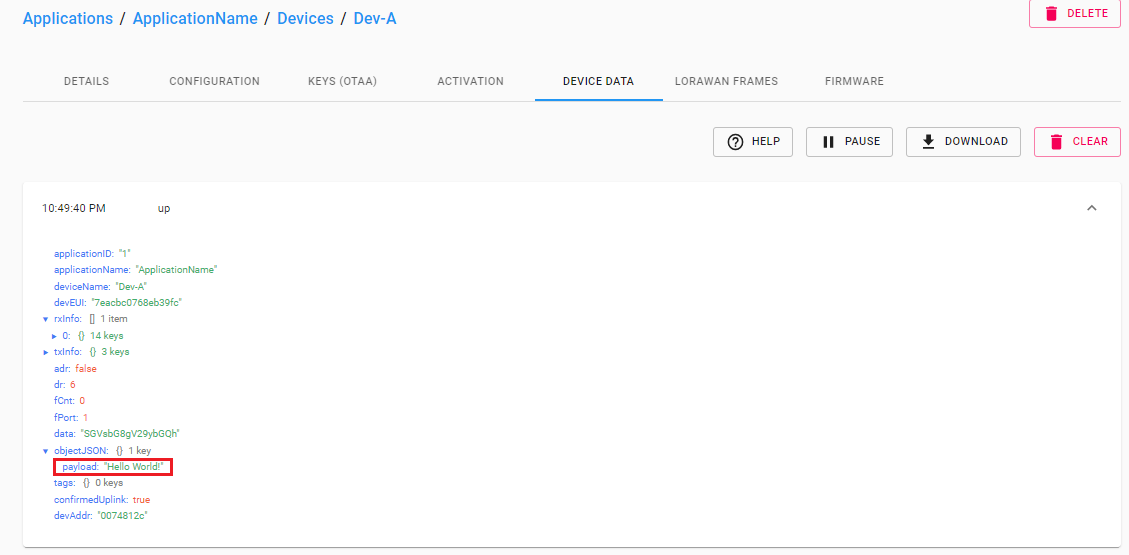 Applications / ApplicationName / Devices / Dev-A
DELETE
DETAILS CONFIGURATION KEYS (OTAA) ACTIVATION DEVICE DATA LORAWAN FRAMES FIRMWARE
HELP PAUSE DOWNLOAD CLEAR
10:49:40 PM up
applicationID: "1"
applicationName: "ApplicationName"
deviceName: "Dev-A"
devEUI: "7eacbc0768eb39fc"
rxInfo: [] 1 item
0: {} 14 keys
txInfo: {} 3 keys
adr: false
dr: 6
fCnt: 0
fPort: 1
data: "SGVsbG8gV29ybGQh"
objectJSON: {} 1 key
payload: "Hello World!"
tags: {} 0 keys
confirmedUplink: true
devAddr: "0074812c"